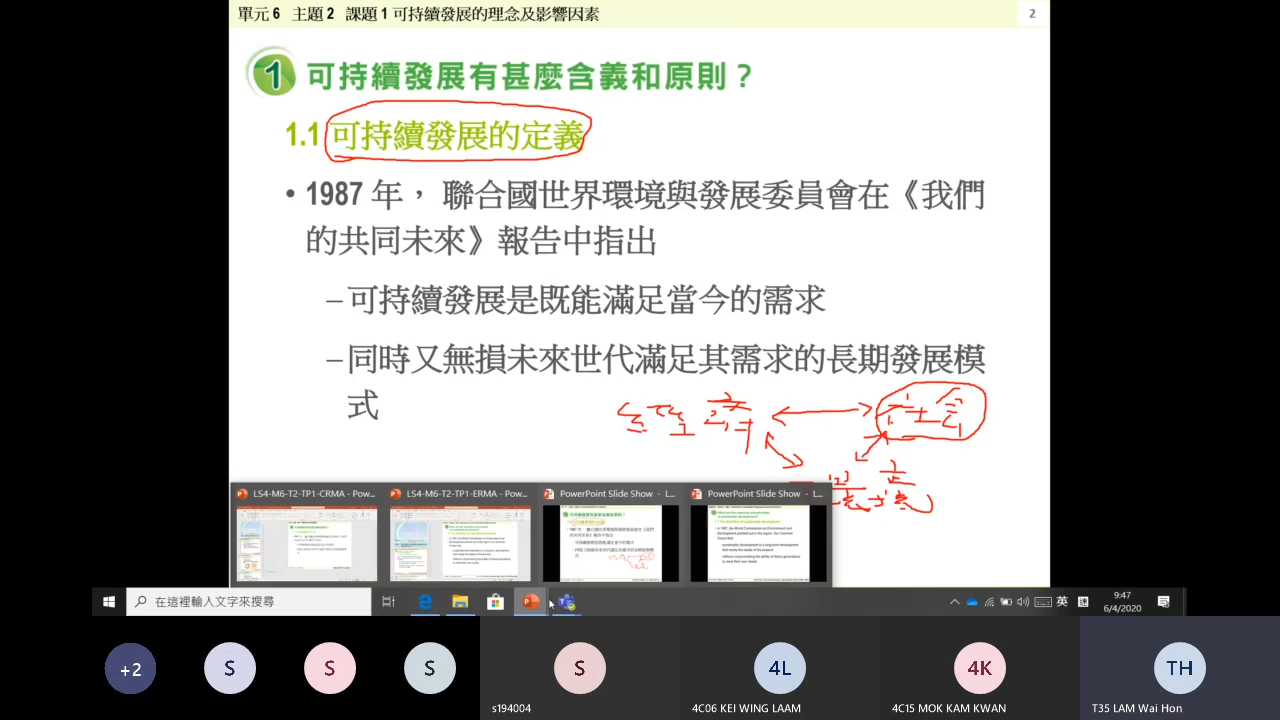 單元 6 主題 2 課題 1 可持續發展的理念及影響因素
2
1 可持續發展有甚麼含義和原則？
1.1 可持續發展的定義
• 1987 年， 聯合國世界環境與發展委員會在《我們
的共同未來》報告中指出
–可持續發展是既能滿足當今的需求
–同時又無損未來世代滿足其需求的長期發展模
式
經濟
社會
環境
LS4-M6-T2-TP1-CRMA - Pow...
LS4-M6-T2-TP1-ERMA - Pow...
PowerPoint Slide Show - L...
PowerPoint Slide Show - L...
在這裡輸入文字來搜尋
英
9:47
6/4/2020
+2
S
S
S
S
4L
4K
TH
s194004
4C06 KEI WING LAAM
4C15 MOK KAM KWAN
T35 LAM Wai Hon